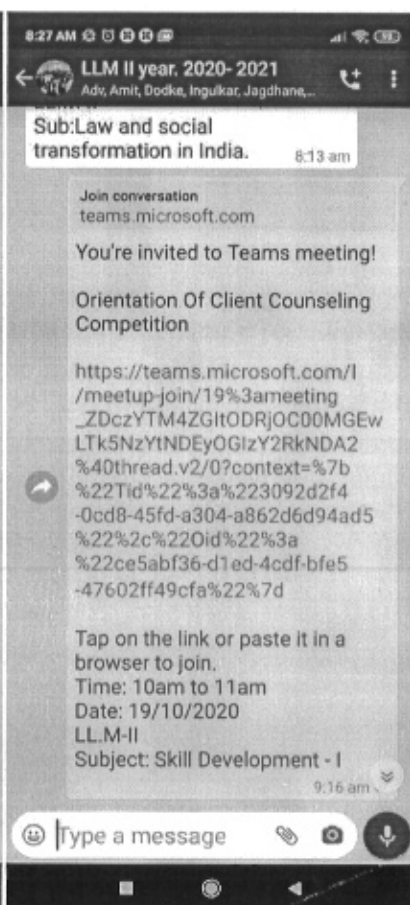 8:27 AM
LLM II year. 2020- 2021
Adv, Amit, Dodke, Ingulkar, Jagdhane,...
Sub:Law and social
transformation in India.
8:13 am
Join conversation
teams.microsoft.com
You're invited to Teams meeting!
Orientation Of Client Counseling
Competition
https://teams.microsoft.com/l
/meetup-join/19%3ameeting
_ZDczYTM4ZGItODRjOC00MGEw
LTk5NzYtNDEyOGIzY2RkNDA2
%40thread.v2/0?context=%7b
%22Tid%22%3a%223092d2f4
-0cd8-45fd-a304-a862d6d94ad5
%22%2c%22Oid%22%3a
%22ce5abf36-d1ed-4cdf-bfe5
-47602ff49cfa%22%7d
Tap on the link or paste it in a
browser to join.
Time: 10am to 11am
Date: 19/10/2020
LL.M-II
Subject: Skill Development - I
9:16 am
Type a message